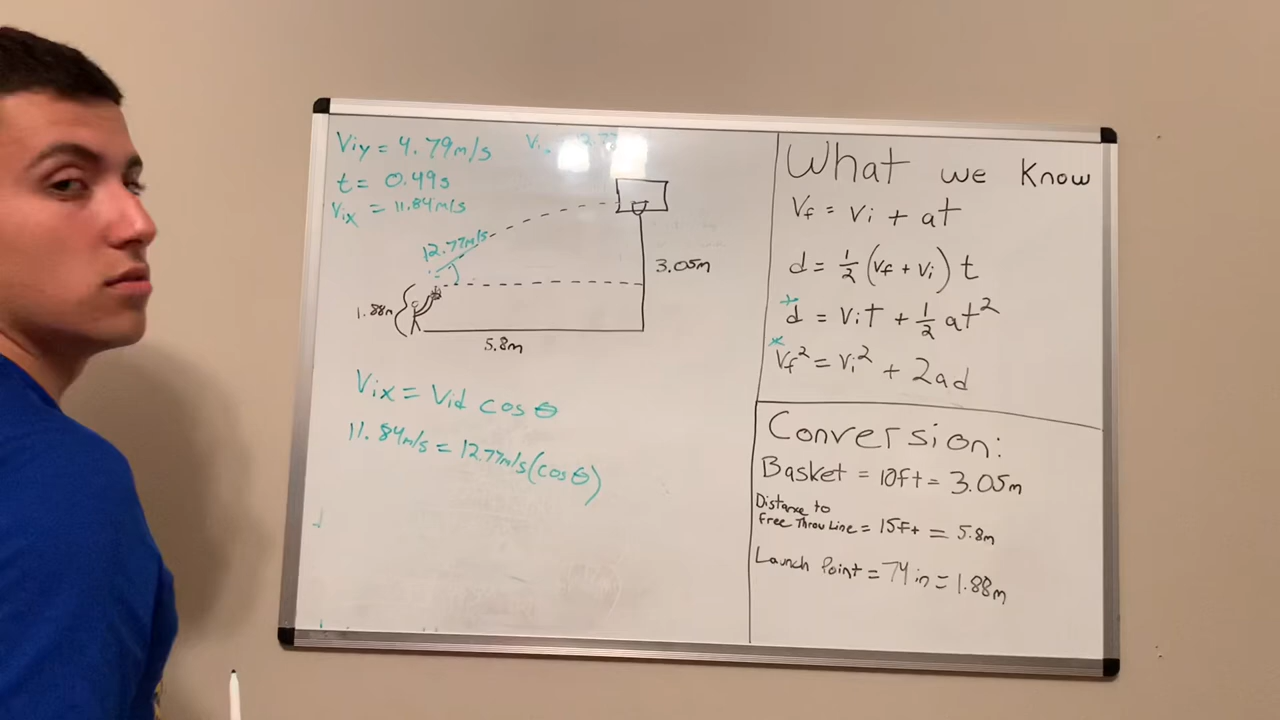 Viy = 4.79m/s
t = 0.49s
Vix = 11.84m/s
12.77m/s
3.05m
1.88m
5.8m
Vix = Vid cos θ
11.84m/s = 12.77m/s (cos θ)
What we Know
Vf = Vi + at
d = 1/2 (Vf + Vi) t
* d = Vit + 1/2 at²
* Vf² = Vi² + 2ad
Conversion:
Basket = 10ft = 3.05m
Distance to
Free Throw Line = 15ft = 5.8m
Launch Point = 74in = 1.88m